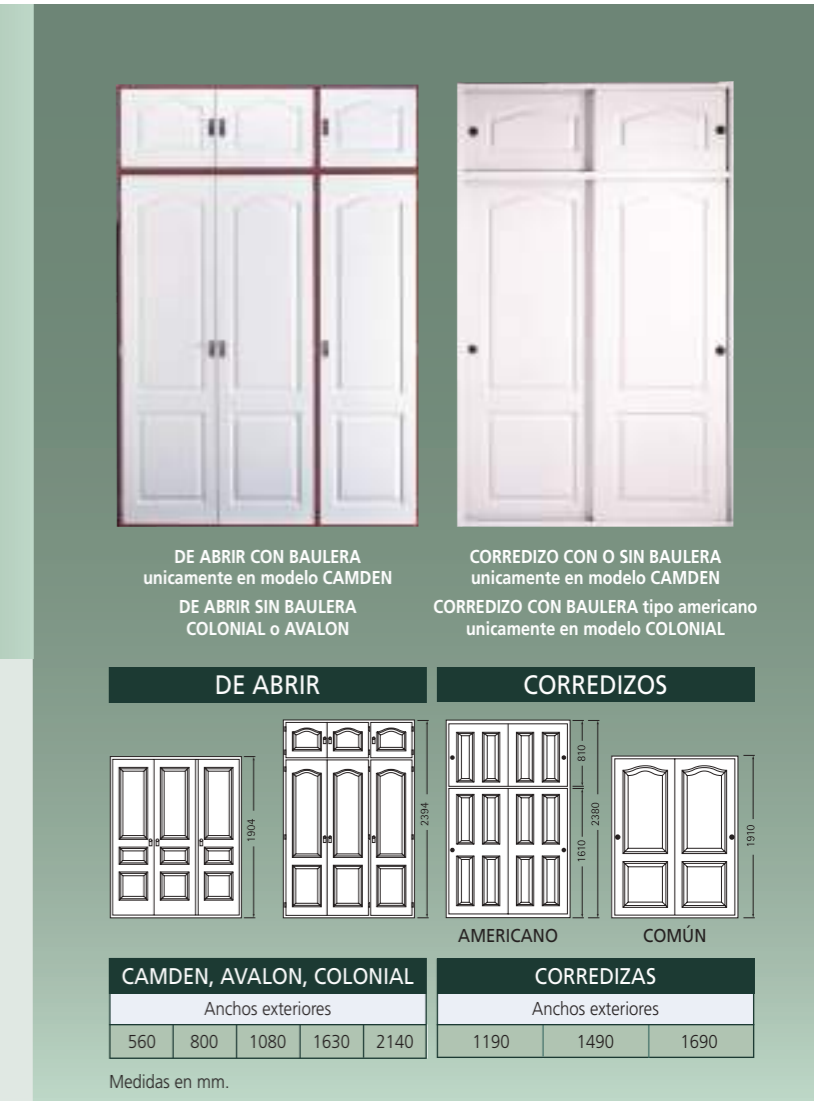 DE ABRIR CON BAULERA
unicamente en modelo CAMDEN
DE ABRIR SIN BAULERA
COLONIAL o AVALON
CORREDIZO CON O SIN BAULERA
unicamente en modelo CAMDEN
CORREDIZO CON BAULERA tipo americano
unicamente en modelo COLONIAL
DE ABRIR
CORREDIZOS
1904
2394
810
1610
2380
1910
AMERICANO
COMÚN
CAMDEN, AVALON, COLONIAL
Anchos exteriores
560 800 1080 1630 2140
CORREDIZAS
Anchos exteriores
1190 1490 1690
Medidas en mm.